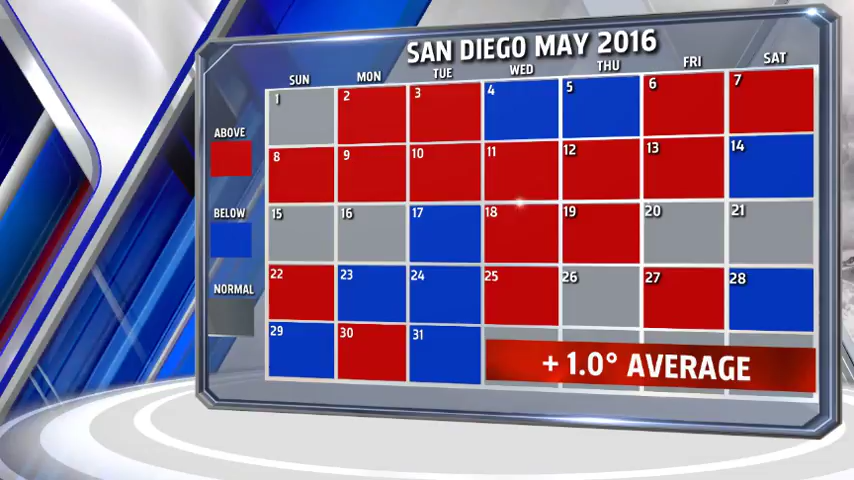 SAN DIEGO MAY 2016
SUN MON TUE WED THU FRI SAT
ABOVE
BELOW
NORMAL
1 2 3 4 5 6 7
8 9 10 11 12 13 14
15 16 17 18 19 20 21
22 23 24 25 26 27 28
29 30 31
+ 1.0° AVERAGE